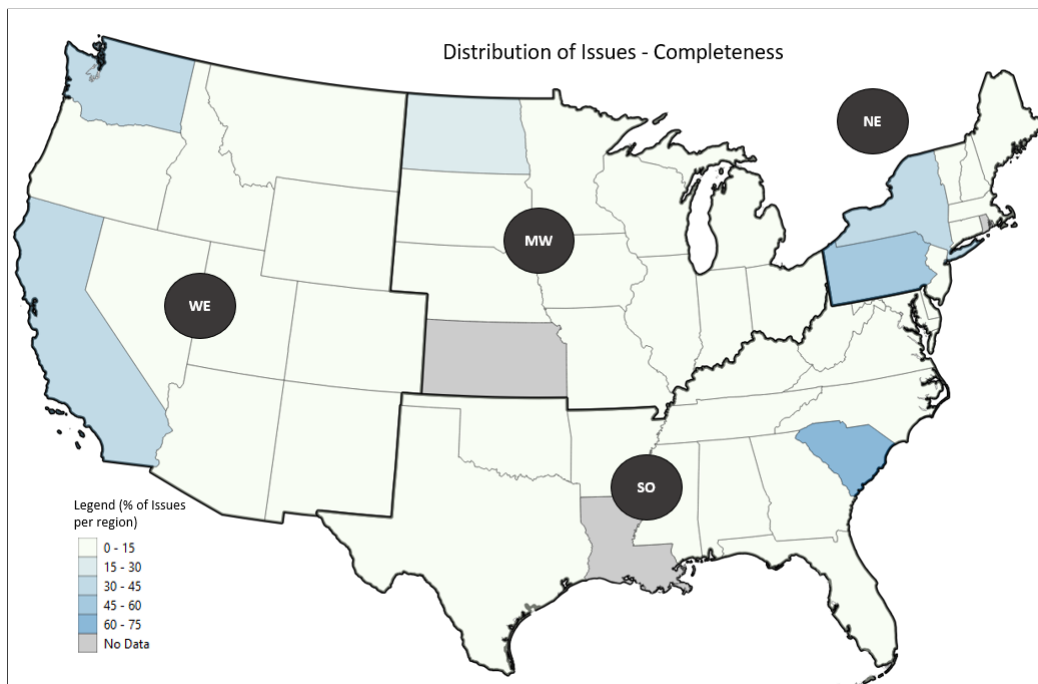 Distribution of Issues - Completeness
NE
MW
WE
SO
Legend (% of Issues
per region)
0 - 15
15 - 30
30 - 45
45 - 60
60 - 75
No Data